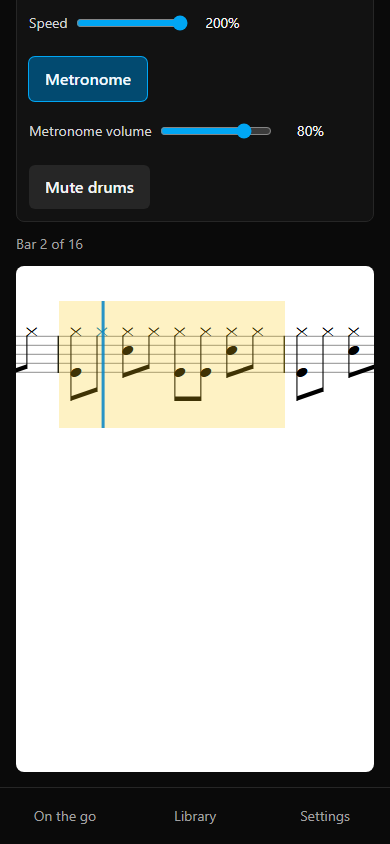 Speed 200%
Metronome
Metronome volume 80%
Mute drums
Bar 2 of 16
On the go Library Settings